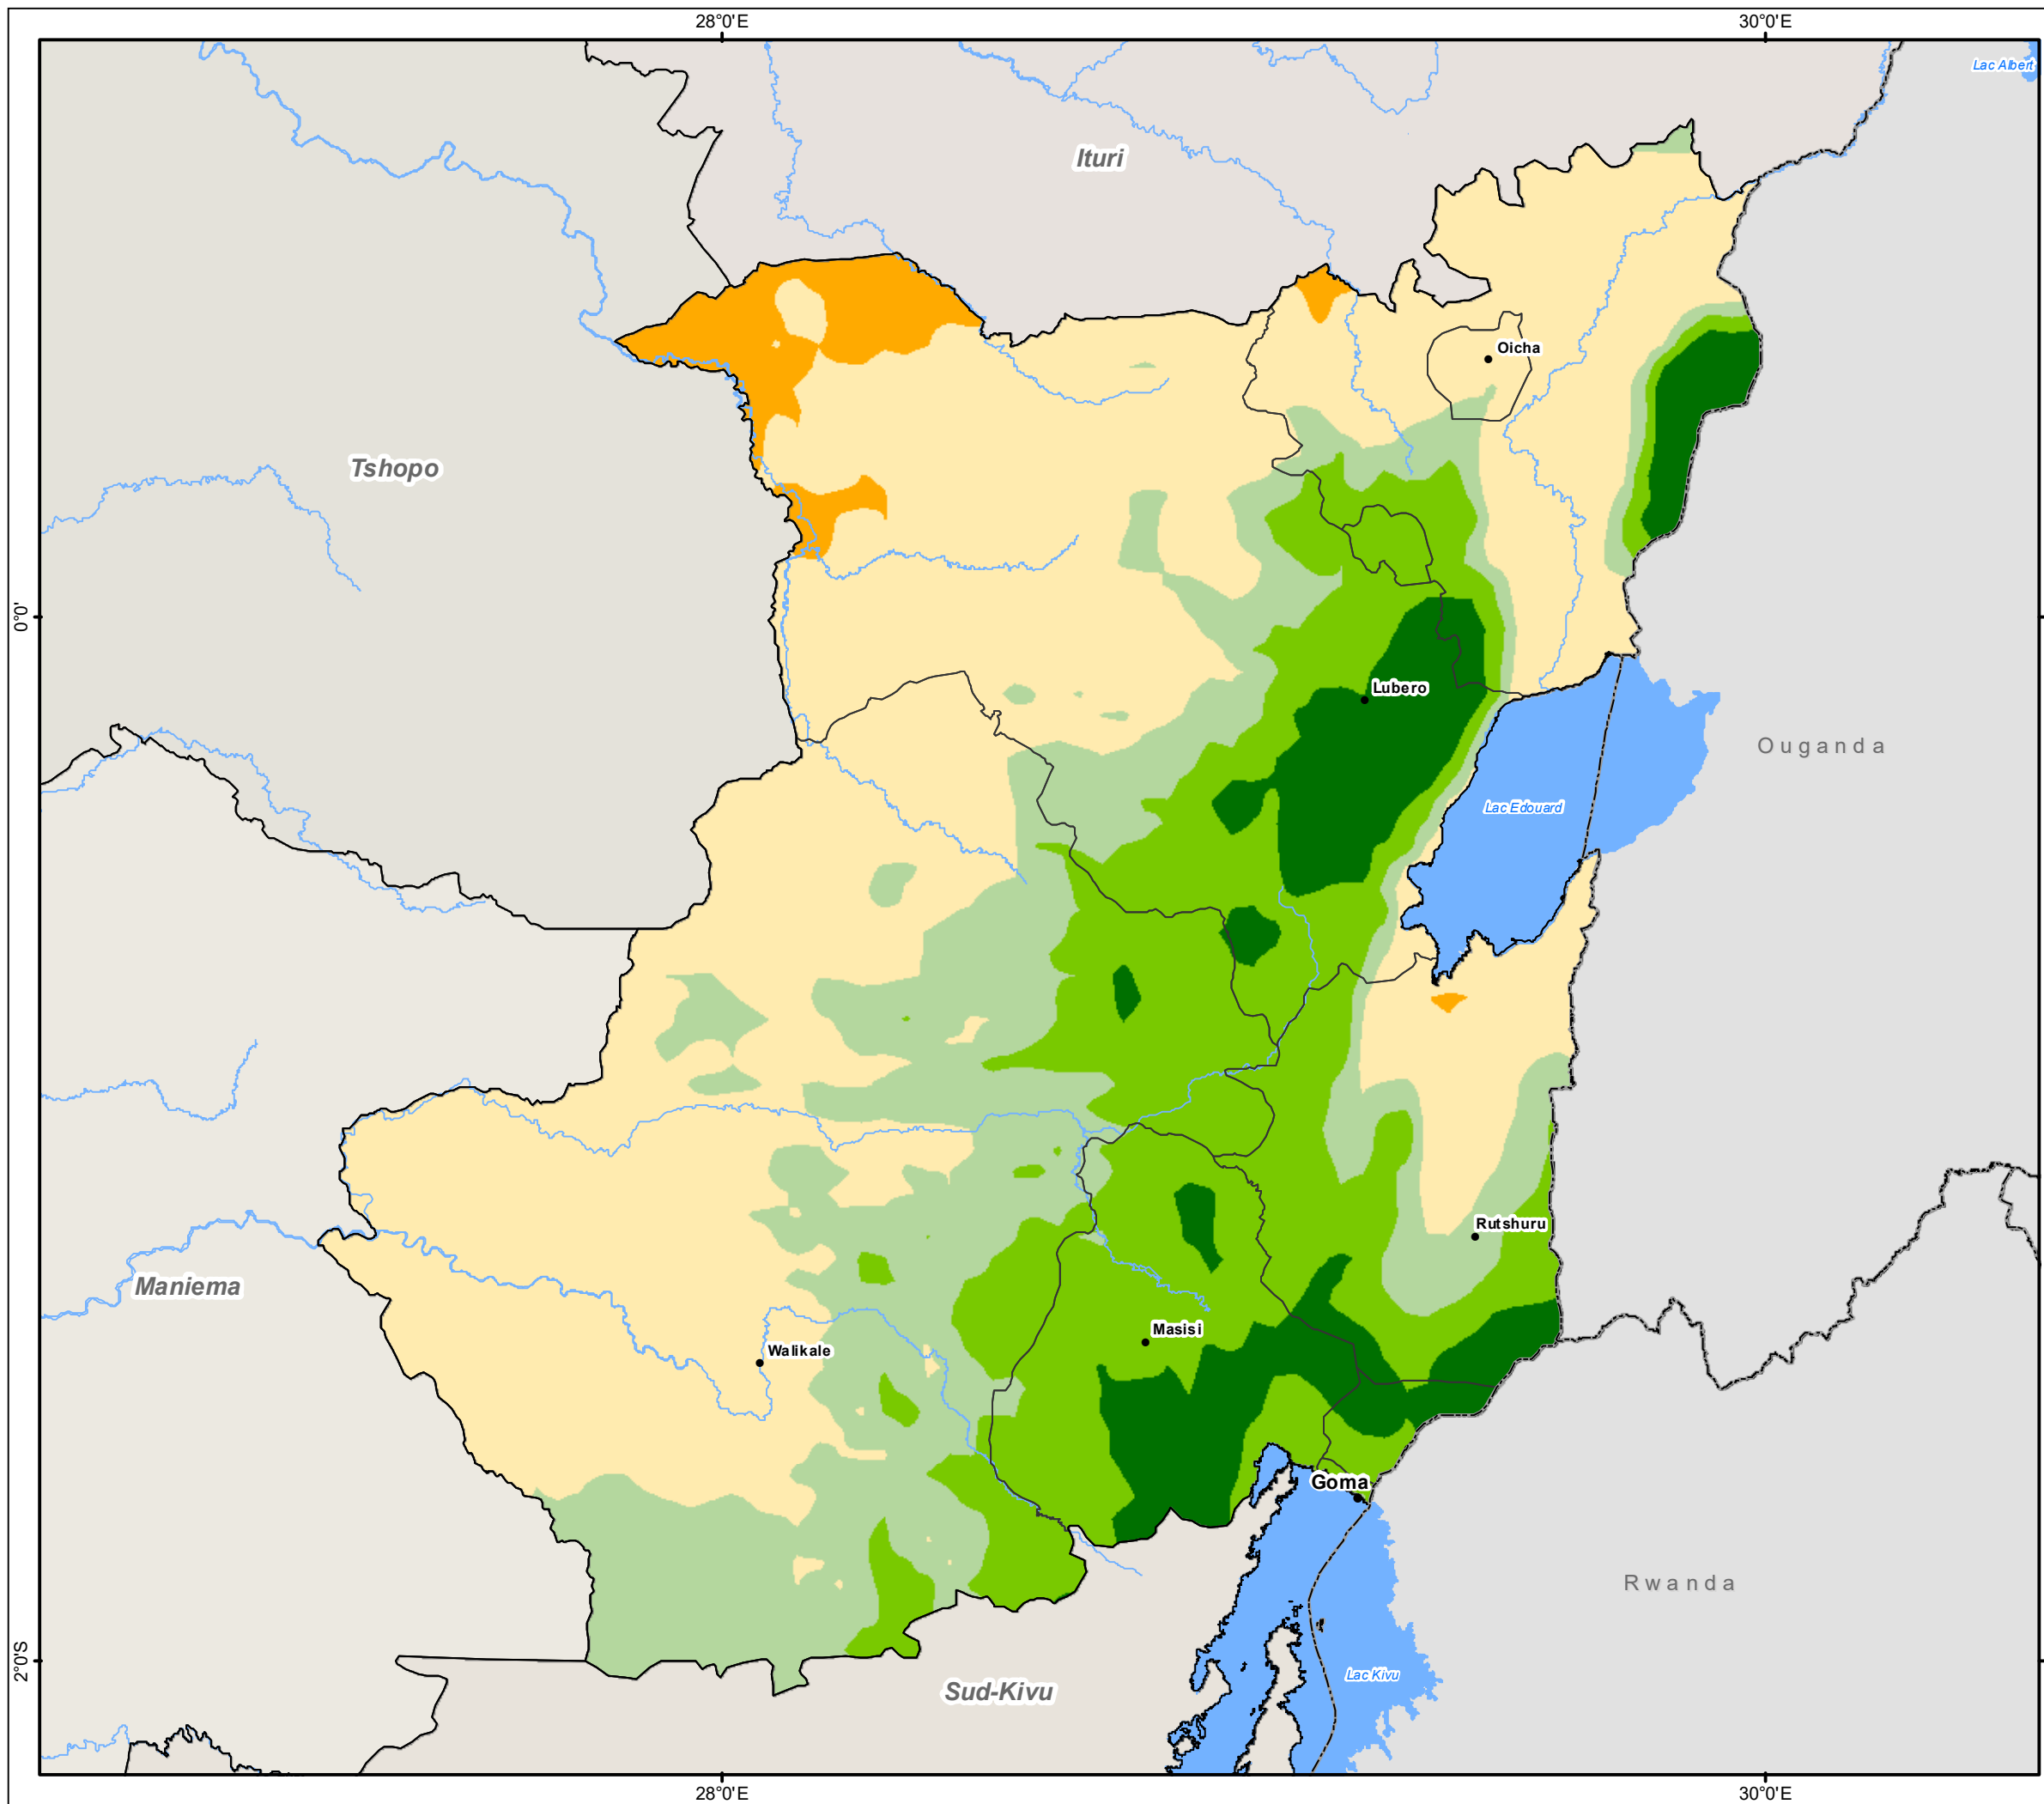 28°0'E
30°0'E
Lac Albert
Ituri
Oicha
Tshopo
0°0'
Lubero
Ouganda
Lac Edouard
Rutshuru
Maniema
Masisi
Walikale
Goma
Rwanda
2°0'S
Lac Kivu
Sud-Kivu
28°0'E
30°0'E